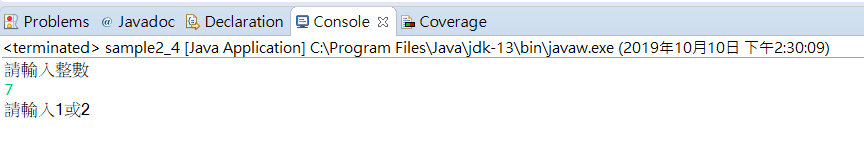 Problems @ Javadoc Declaration Console Coverage
<terminated> sample2_4 [Java Application] C:\Program Files\Java\jdk-13\bin\javaw.exe (2019年10月10日 下午2:30:09)
請輸入整數
7
請輸入1或2